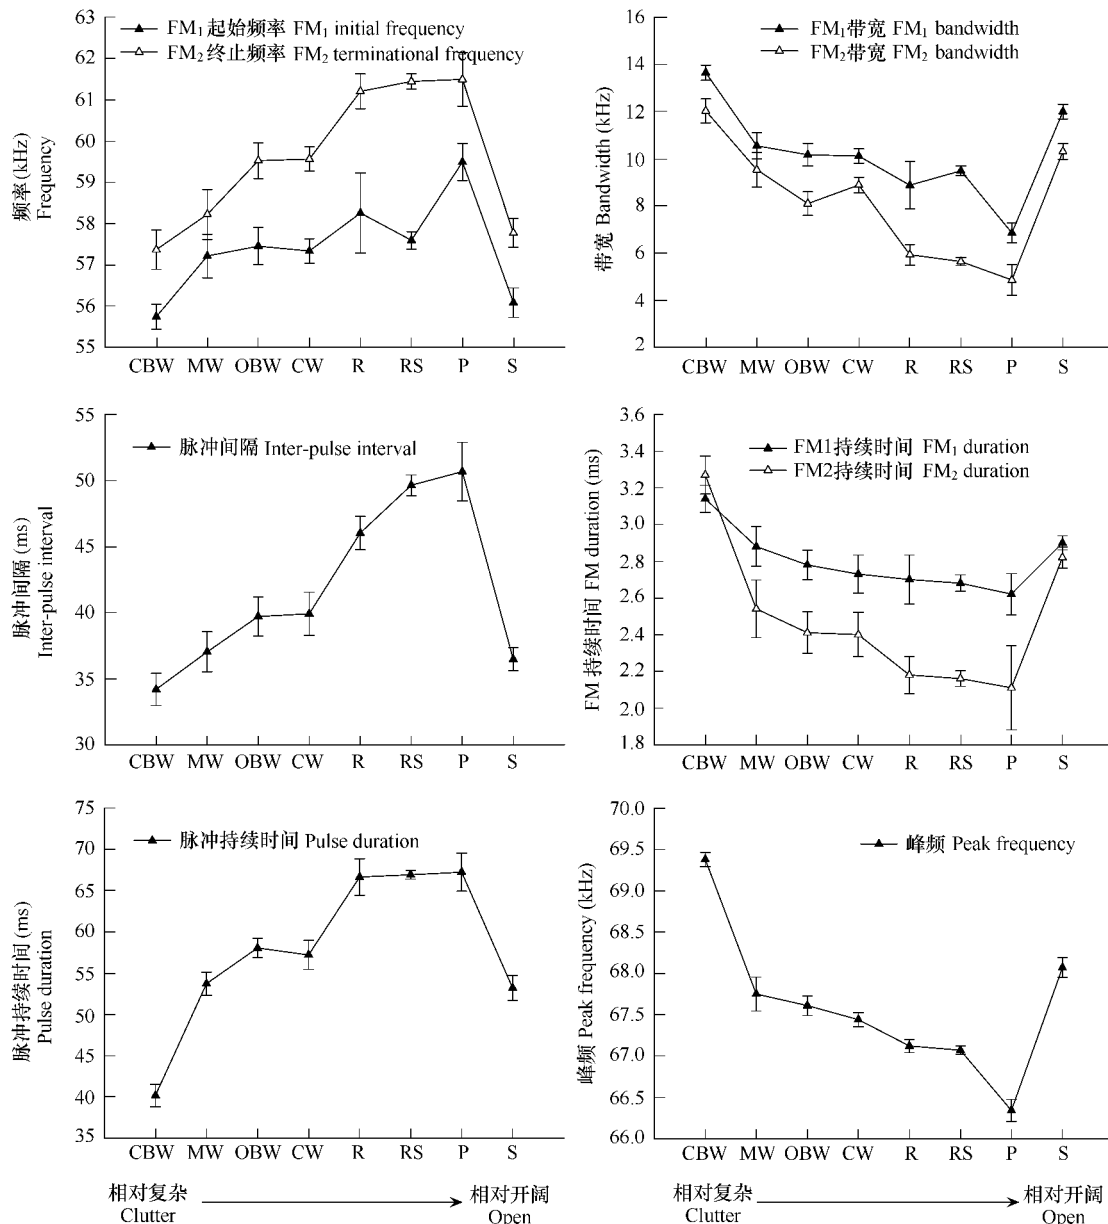 FM₁起始频率 FM₁ initial frequency
FM₂终止频率 FM₂ terminational frequency
频率(kHz)
Frequency
63
62
61
60
59
58
57
56
55
CBW MW OBW CW R RS P S
FM₁带宽 FM₁ bandwidth
FM₂带宽 FM₂ bandwidth
带宽 Bandwidth (kHz)
16
14
12
10
8
6
4
2
CBW MW OBW CW R RS P S
脉冲间隔 Inter-pulse interval
脉冲间隔 (ms)
Inter-pulse interval
55
50
45
40
35
30
CBW MW OBW CW R RS P S
FM1持续时间 FM₁ duration
FM2持续时间 FM₂ duration
FM 持续时间 FM duration (ms)
3.6
3.4
3.2
3.0
2.8
2.6
2.4
2.2
2.0
1.8
CBW MW OBW CW R RS P S
脉冲持续时间 Pulse duration
脉冲持续时间 (ms)
Pulse duration
75
70
65
60
55
50
45
40
35
CBW MW OBW CW R RS P S
相对复杂 相对开阔
Clutter Open
峰频 Peak frequency
峰频 Peak frequency (kHz)
70.0
69.5
69.0
68.5
68.0
67.5
67.0
66.5
66.0
CBW MW OBW CW R RS P S
相对复杂 相对开阔
Clutter Open